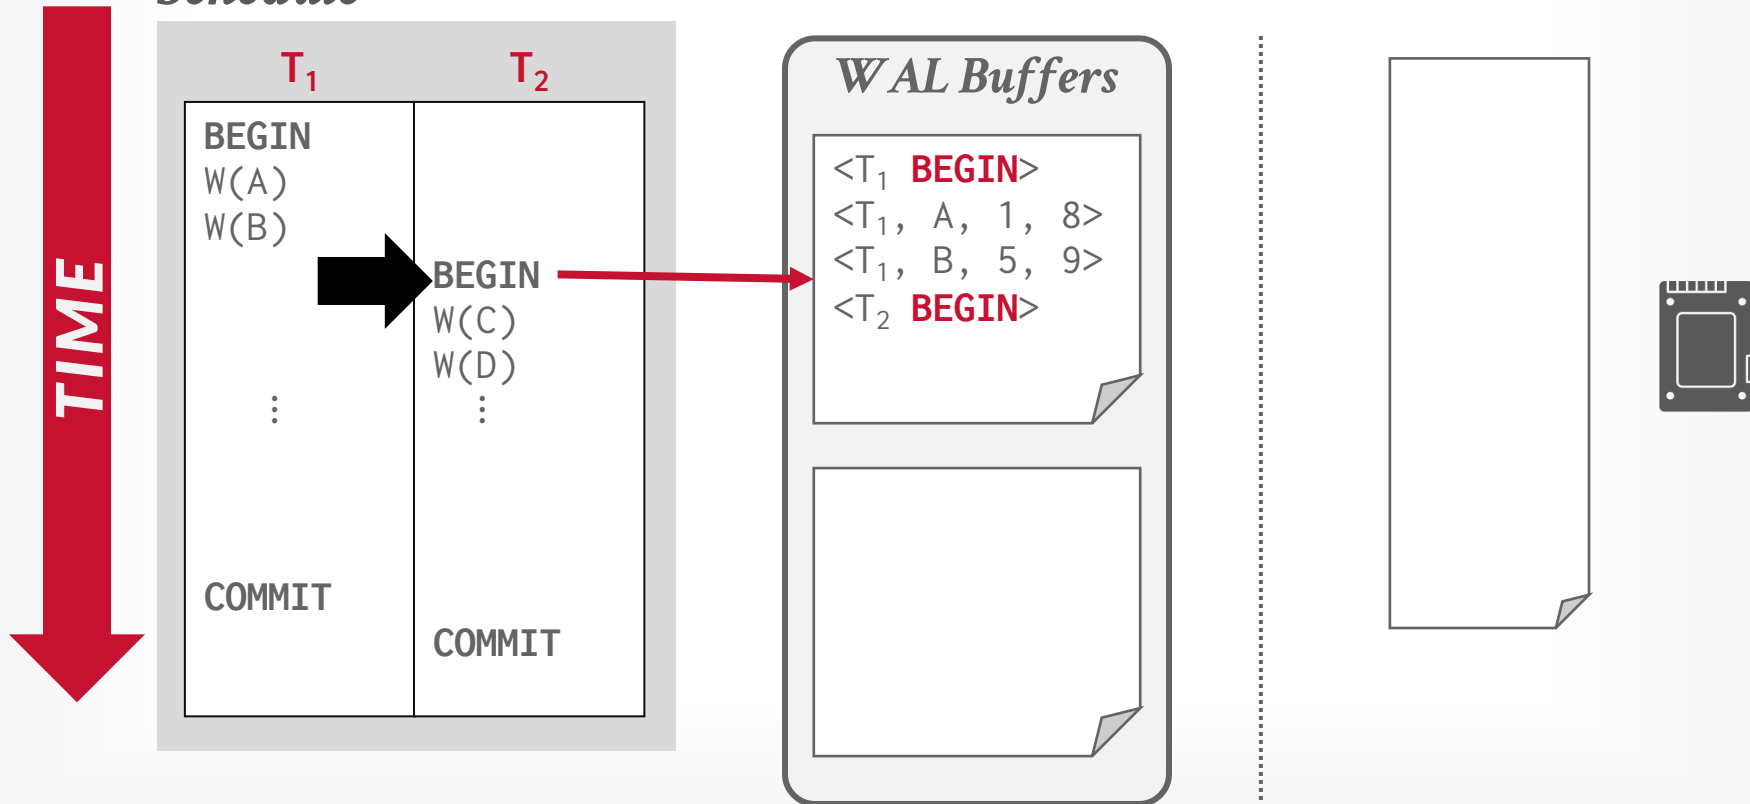 TIME
T1 T2
BEGIN
W(A)
W(B)
BEGIN
W(C)
W(D)
⋮ ⋮
COMMIT
COMMIT
WAL Buffers
<T1 BEGIN>
<T1, A, 1, 8>
<T1, B, 5, 9>
<T2 BEGIN>